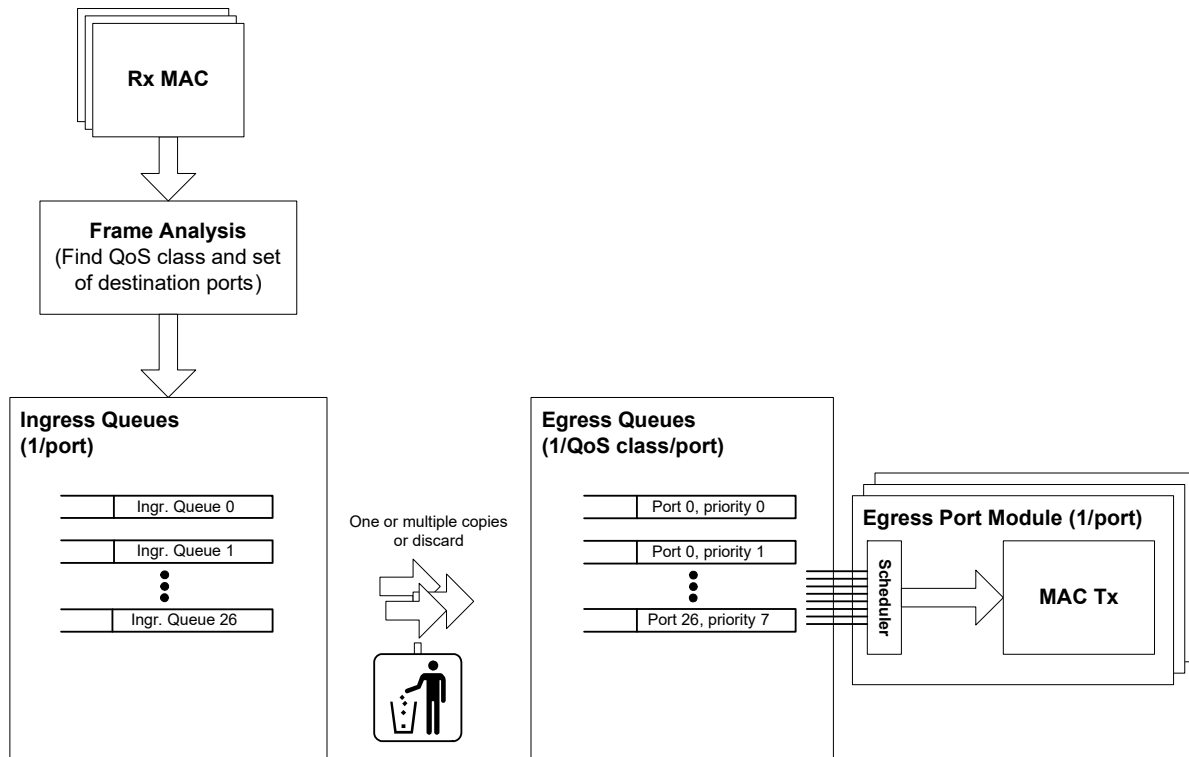 Rx MAC
Frame Analysis
(Find QoS class and set
of destination ports)
Ingress Queues
(1/port)
Ingr. Queue 0
Ingr. Queue 1
Ingr. Queue 26
One or multiple copies
or discard
Egress Queues
(1/QoS class/port)
Port 0, priority 0
Port 0, priority 1
Port 26, priority 7
Egress Port Module (1/port)
Scheduler
MAC Tx